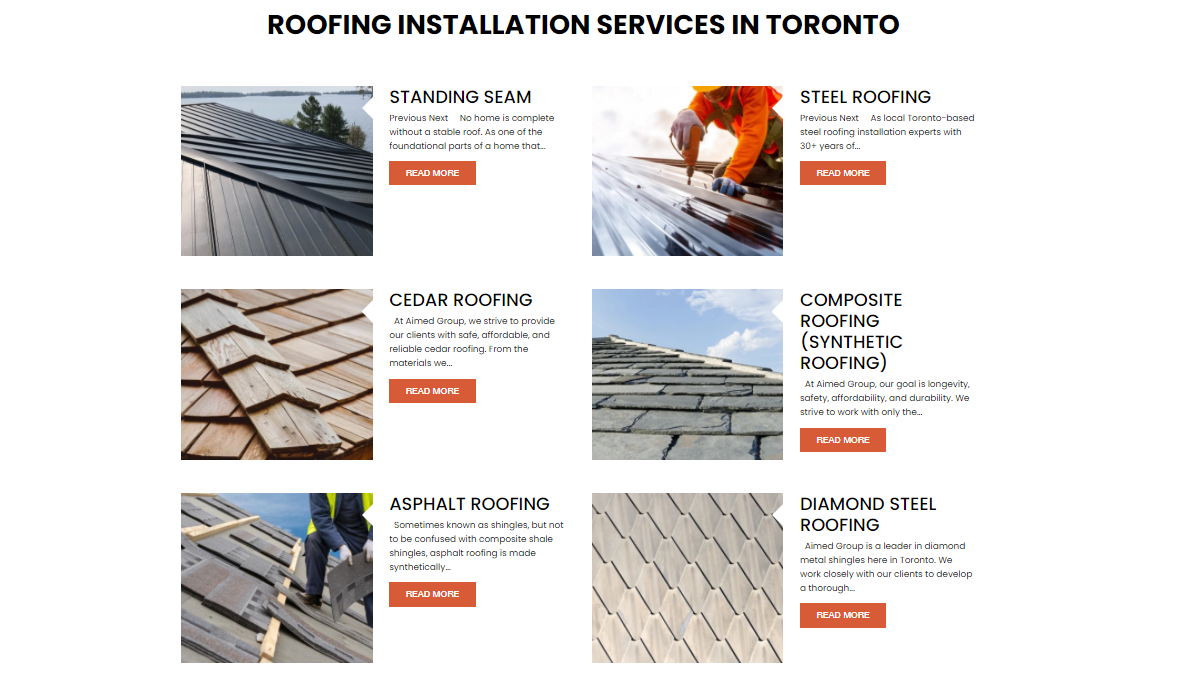 ROOFING INSTALLATION SERVICES IN TORONTO
STANDING SEAM
Previous Next No home is complete
without a stable roof. As one of the
foundational parts of a home that...
READ MORE
STEEL ROOFING
Previous Next As local Toronto-based
steel roofing installation experts with
30+ years of...
READ MORE
CEDAR ROOFING
At Aimed Group, we strive to provide
our clients with safe, affordable, and
reliable cedar roofing. From the
materials we...
READ MORE
COMPOSITE
ROOFING
(SYNTHETIC
ROOFING)
At Aimed Group, our goal is longevity,
safety, affordability, and durability. We
strive to work with only the...
READ MORE
ASPHALT ROOFING
Sometimes known as shingles, but not
to be confused with composite shale
shingles, asphalt roofing is made
synthetically...
READ MORE
DIAMOND STEEL
ROOFING
Aimed Group is a leader in diamond
metal shingles here in Toronto. We
work closely with our clients to develop
a thorough...
READ MORE